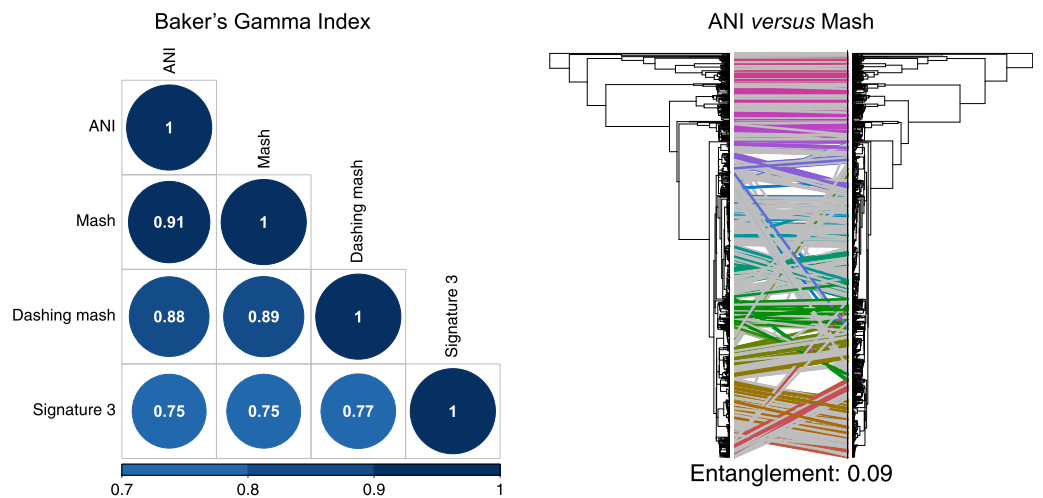 Baker’s Gamma Index
ANI
ANI
1
Mash
Mash
0.91
1
Dashing mash
Dashing mash
0.88
0.89
1
Signature 3
Signature 3
0.75
0.75
0.77
1
0.7
0.8
0.9
1
ANI versus Mash
Entanglement: 0.09